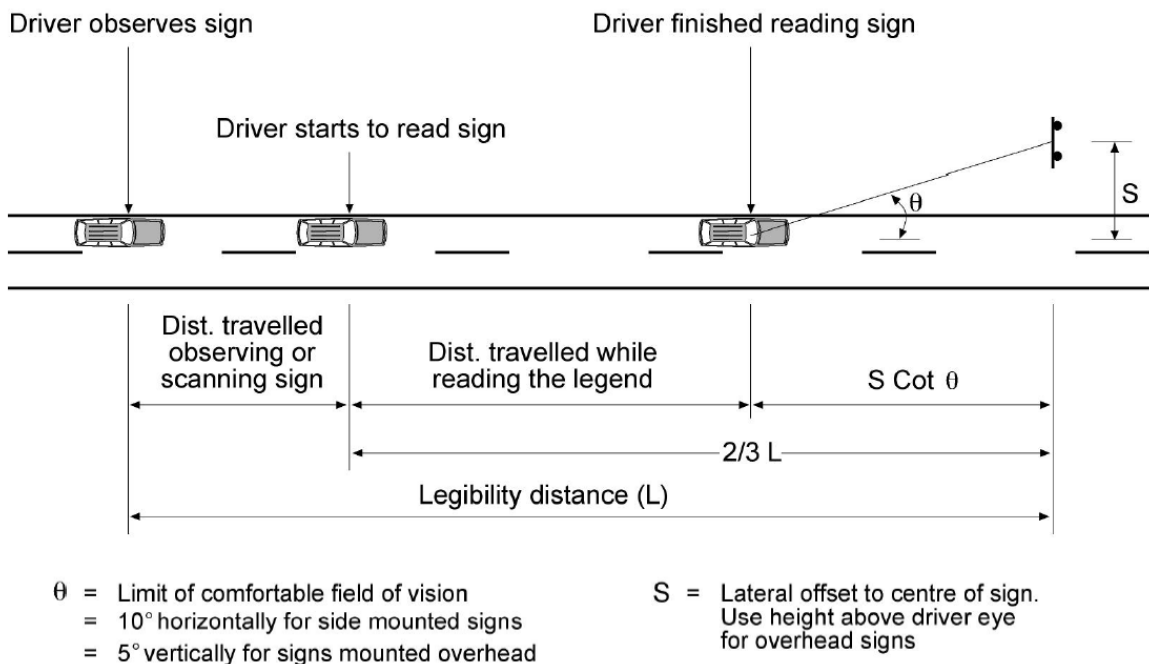 Driver observes sign
Driver finished reading sign
Driver starts to read sign
θ
S
Dist. travelled
observing or
scanning sign
Dist. travelled while
reading the legend
S Cot θ
2/3 L
Legibility distance (L)
θ = Limit of comfortable field of vision
= 10° horizontally for side mounted signs
= 5° vertically for signs mounted overhead
S = Lateral offset to centre of sign.
Use height above driver eye
for overhead signs